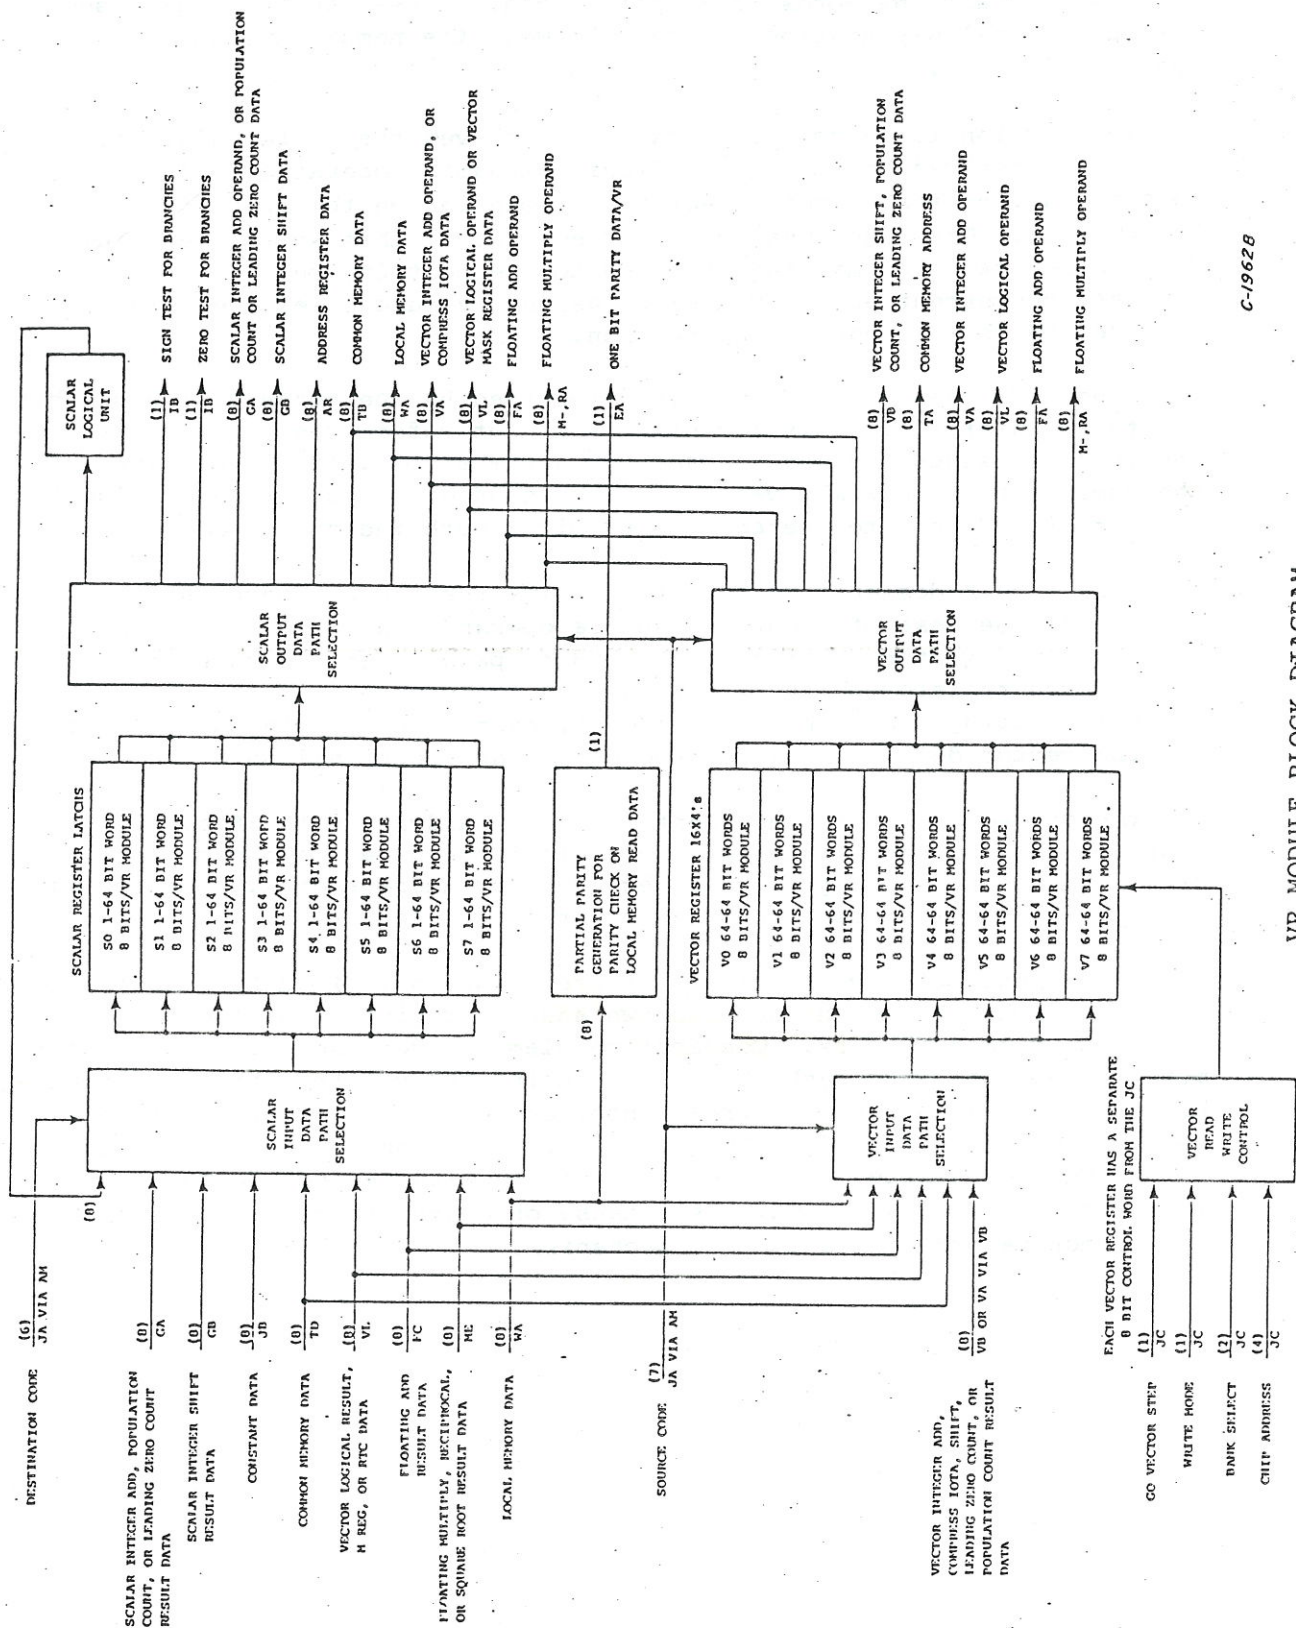 DESTINATION CODE
(6)
JA VIA AM
SCALAR INTEGER ADD, POPULATION
COUNT, OR LEADING ZERO COUNT
RESULT DATA
(8)
GA
SCALAR INTEGER SHIFT
RESULT DATA
(8)
GB
CONSTANT DATA
(8)
JB
COMMON MEMORY DATA
(8)
TD
VECTOR LOGICAL RESULT,
M REG, OR RTC DATA
(8)
VL
FLOATING ADD
RESULT DATA
(8)
FC
FLOATING MULTIPLY, RECIPROCAL,
OR SQUARE ROOT RESULT DATA
(8)
ME
LOCAL MEMORY DATA
(8)
WA
(8)
SCALAR
INPUT
DATA
PATH
SELECTION
SCALAR REGISTER LATCHS
S0 1-64 BIT WORD
8 BITS/VR MODULE
S1 1-64 BIT WORD
8 BITS/VR MODULE
S2 1-64 BIT WORD
8 BITS/VR MODULE
S3 1-64 BIT WORD
8 BITS/VR MODULE
S4 1-64 BIT WORD
8 BITS/VR MODULE
S5 1-64 BIT WORD
8 BITS/VR MODULE
S6 1-64 BIT WORD
8 BITS/VR MODULE
S7 1-64 BIT WORD
8 BITS/VR MODULE
SCALAR
OUTPUT
DATA
PATH
SELECTION
SCALAR
LOGICAL
UNIT
(1)
IB
SIGN TEST FOR BRANCHES
(1)
IB
ZERO TEST FOR BRANCHES
(8)
GA
SCALAR INTEGER ADD OPERAND, OR POPULATION
COUNT OR LEADING ZERO COUNT DATA
(8)
GB
SCALAR INTEGER SHIFT DATA
(8)
AR
ADDRESS REGISTER DATA
(8)
TB
COMMON MEMORY DATA
(8)
WA
LOCAL MEMORY DATA
(8)
VA
VECTOR INTEGER ADD OPERAND, OR
COMPRESS IOTA DATA
(8)
VL
VECTOR LOGICAL OPERAND OR VECTOR
MASK REGISTER DATA
(8)
FA
FLOATING ADD OPERAND
(8)
M-,RA
FLOATING MULTIPLY OPERAND
(1)
EA
ONE BIT PARITY DATA/VR
(8)
PARTIAL PARITY
GENERATION FOR
PARITY CHECK ON
LOCAL MEMORY READ DATA
(1)
SOURCE CODE
(7)
JA VIA AM
VECTOR INTEGER ADD,
COMPRESS IOTA, SHIFT,
LEADING ZERO COUNT, OR
POPULATION COUNT RESULT
DATA
(8)
VB OR VA VIA VB
VECTOR
INPUT
DATA
PATH
SELECTION
VECTOR REGISTER 16X4's
V0 64-64 BIT WORDS
8 BITS/VR MODULE
V1 64-64 BIT WORDS
8 BITS/VR MODULE
V2 64-64 BIT WORDS
8 BITS/VR MODULE
V3 64-64 BIT WORDS
8 BITS/VR MODULE
V4 64-64 BIT WORDS
8 BITS/VR MODULE
V5 64-64 BIT WORDS
8 BITS/VR MODULE
V6 64-64 BIT WORDS
8 BITS/VR MODULE
V7 64-64 BIT WORDS
8 BITS/VR MODULE
VECTOR
OUTPUT
DATA
PATH
SELECTION
(8)
VB
VECTOR INTEGER SHIFT, POPULATION
COUNT, OR LEADING ZERO COUNT DATA
(8)
TA
COMMON MEMORY ADDRESS
(8)
VA
VECTOR INTEGER ADD OPERAND
(8)
VL
VECTOR LOGICAL OPERAND
(8)
FA
FLOATING ADD OPERAND
(8)
M-,RA
FLOATING MULTIPLY OPERAND
EACH VECTOR REGISTER HAS A SEPARATE
8 BIT CONTROL WORD FROM THE JC
GO VECTOR STEP
(1)
JC
WRITE MODE
(1)
JC
BANK SELECT
(2)
JC
CHIP ADDRESS
(4)
JC
VECTOR
READ
WRITE
CONTROL
C-19628
VR MODULE BLOCK DIAGRAM